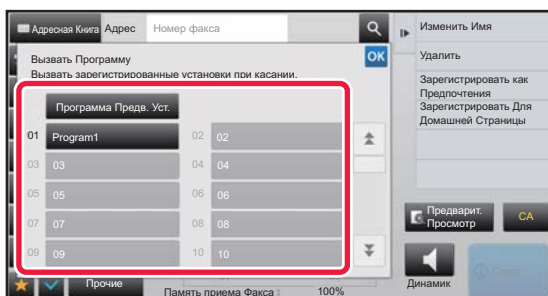 Адресная Книга Адрес Номер факса
Вызвать Программу
Вызвать зарегистрированные установки при касании.
OK
Программа Предв. Уст.
01 Program1 02 02
03 03 04 04
05 05 06 06
07 07 08 08
09 09 10 10
Прочие
Память приема Факса 100%
Изменить Имя
Удалить
Зарегистрировать как
Предпочтения
Зарегистрировать Для
Домашней Страницы
Предварит.
Просмотр
CA
Динамик
Старт